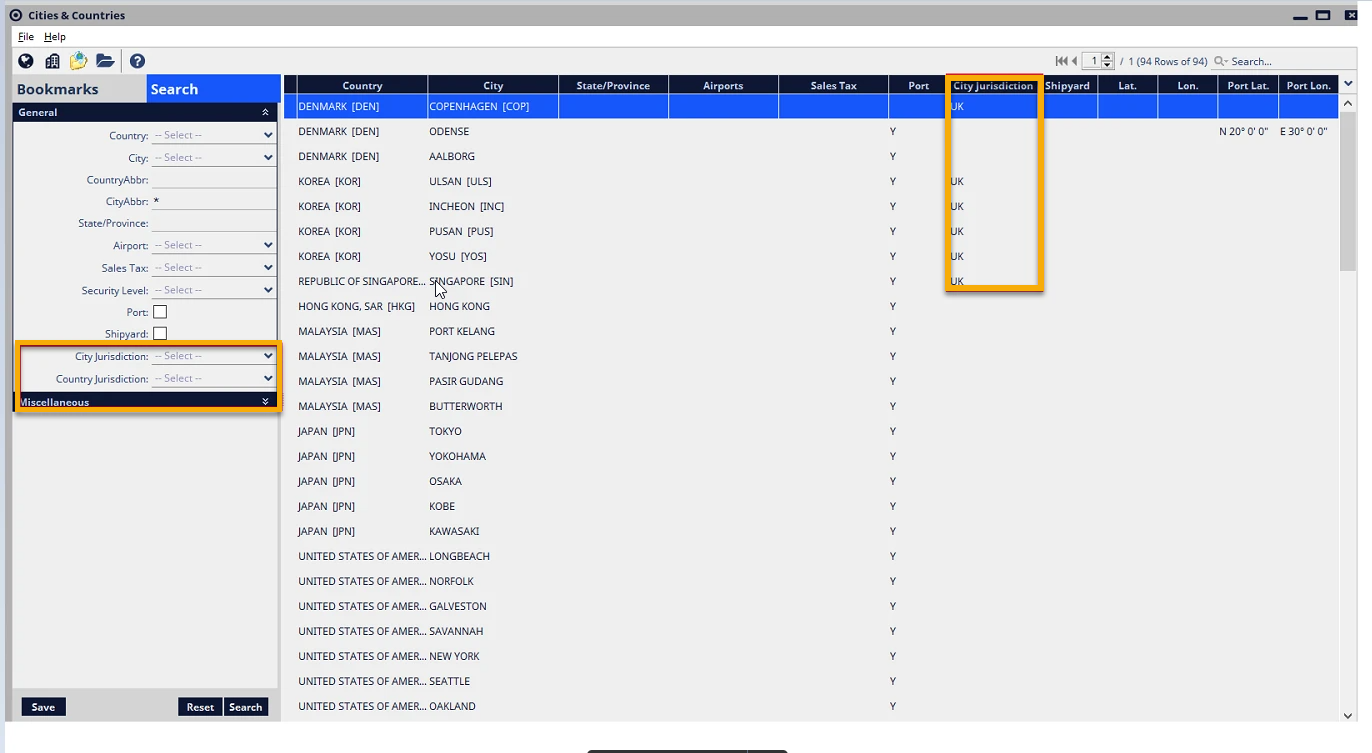 Cities & Countries
File Help
1 / 1 (94 Rows of 94) Search...
Bookmarks Search
General
Country: -- Select --
City: -- Select --
CountryAbbr:
CityAbbr: *
State/Province:
Airport: -- Select --
Sales Tax: -- Select --
Security Level: -- Select --
Port:
Shipyard:
City Jurisdiction: -- Select --
Country Jurisdiction: -- Select --
Miscellaneous
Save Reset Search
Country City State/Province Airports Sales Tax Port City Jurisdiction Shipyard Lat. Lon. Port Lat. Port Lon.
DENMARK [DEN] COPENHAGEN [COP] UK
DENMARK [DEN] ODENSE Y N 20° 0' 0" E 30° 0' 0"
DENMARK [DEN] AALBORG Y
KOREA [KOR] ULSAN [ULS] Y UK
KOREA [KOR] INCHEON [INC] Y UK
KOREA [KOR] PUSAN [PUS] Y UK
KOREA [KOR] YOSU [YOS] Y UK
REPUBLIC OF SINGAPORE... SINGAPORE [SIN] Y UK
HONG KONG, SAR [HKG] HONG KONG Y
MALAYSIA [MAS] PORT KELANG Y
MALAYSIA [MAS] TANJONG PELEPAS Y
MALAYSIA [MAS] PASIR GUDANG Y
MALAYSIA [MAS] BUTTERWORTH Y
JAPAN [JPN] TOKYO Y
JAPAN [JPN] YOKOHAMA Y
JAPAN [JPN] OSAKA Y
JAPAN [JPN] KOBE Y
JAPAN [JPN] KAWASAKI Y
UNITED STATES OF AMER... LONGBEACH Y
UNITED STATES OF AMER... NORFOLK Y
UNITED STATES OF AMER... GALVESTON Y
UNITED STATES OF AMER... SAVANNAH Y
UNITED STATES OF AMER... NEW YORK Y
UNITED STATES OF AMER... SEATTLE Y
UNITED STATES OF AMER... OAKLAND Y